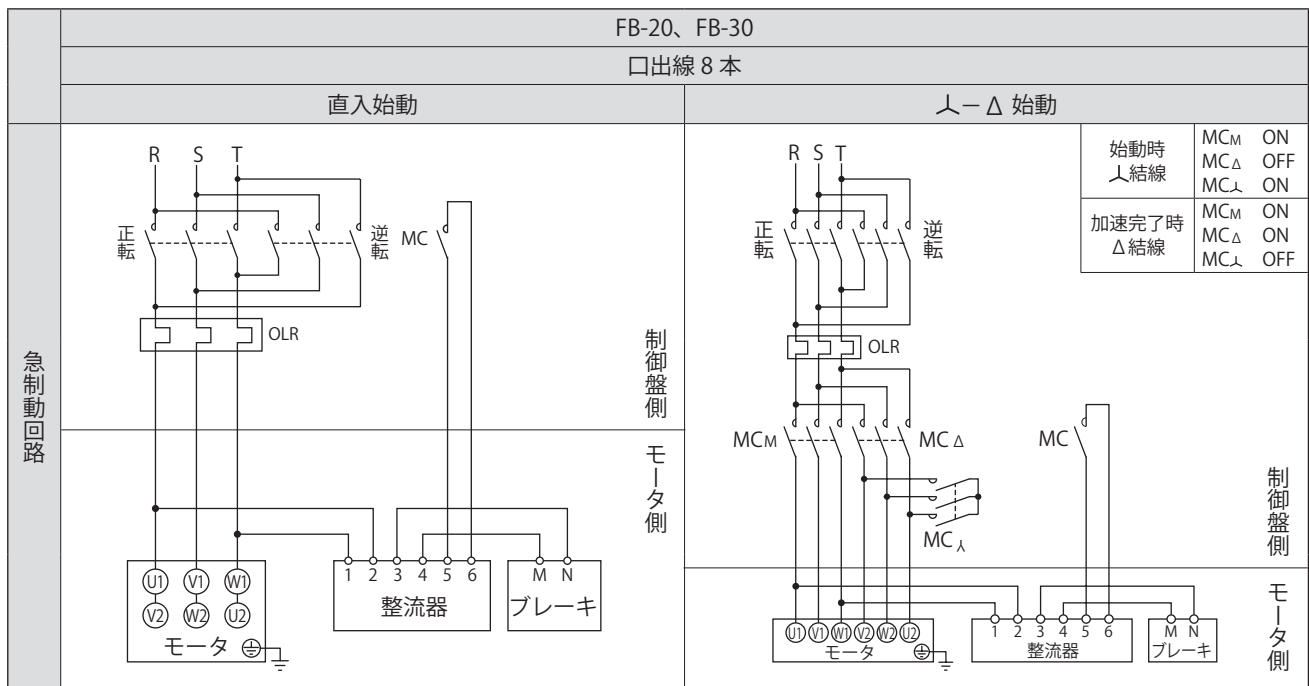 FB-20、FB-30
口出線 8 本
直入始動
人－Δ 始動
急制動回路
R S T
正転
逆転
MC
OLR
制御盤側
モータ側
U1 V1 W1
V2 W2 U2
モータ
1 2 3 4 5 6
整流器
M N
ブレーキ
始動時
人結線
MCM ON
MCΔ OFF
MC人 ON
加速完了時
Δ結線
MCM ON
MCΔ ON
MC人 OFF
R S T
正転
逆転
OLR
MCM
MCΔ
MC
MC人
制御盤側
モータ側
U1 V1 W1 V2 W2 U2
モータ
1 2 3 4 5 6
整流器
M N
ブレーキ